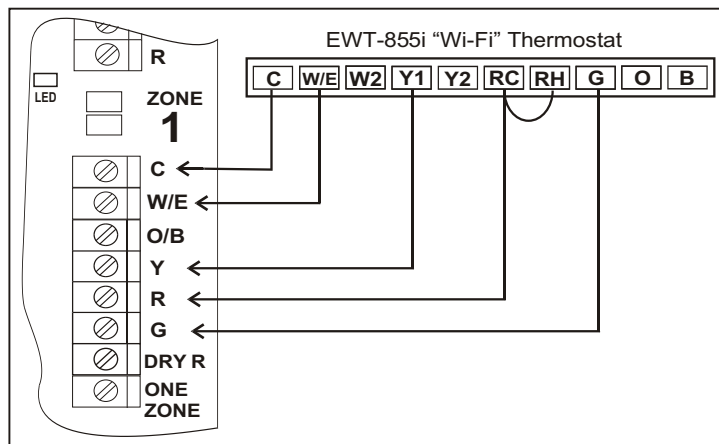 EWT-855i “Wi-Fi” Thermostat
C W/E W2 Y1 Y2 RC RH G O B
R
LED
ZONE
1
C
W/E
O/B
Y
R
G
DRY R
ONE
ZONE